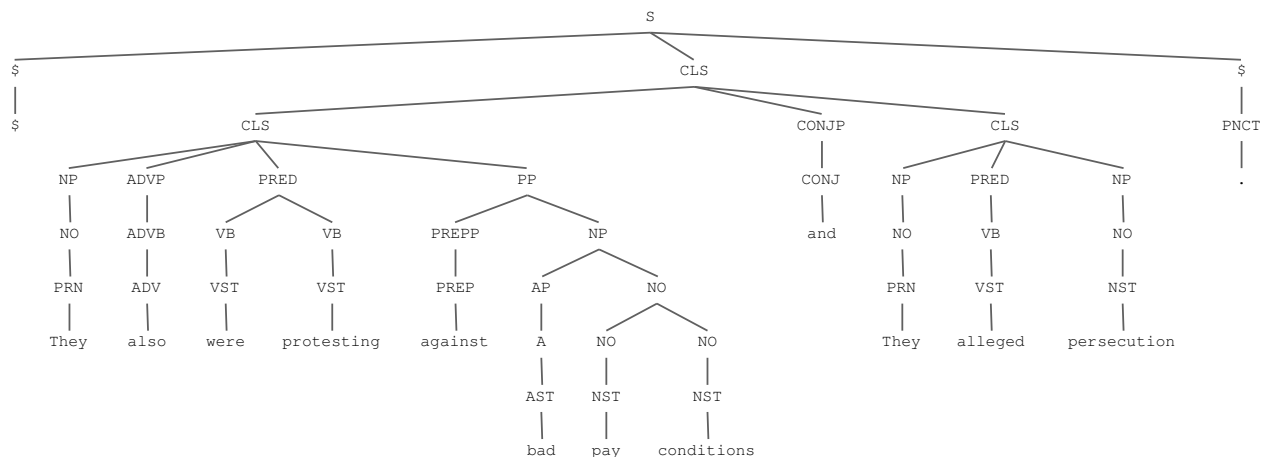 S
$ CLS $
$ CLS CONJP CLS PNCT
NP ADVP PRED PP CONJ NP PRED NP .
NO ADVB VB VB PREPP NP and NO VB NO
PRN ADV VST VST PREP AP NO PRN VST NST
They also were protesting against A NO NO They alleged persecution
AST NST NST
bad pay conditions